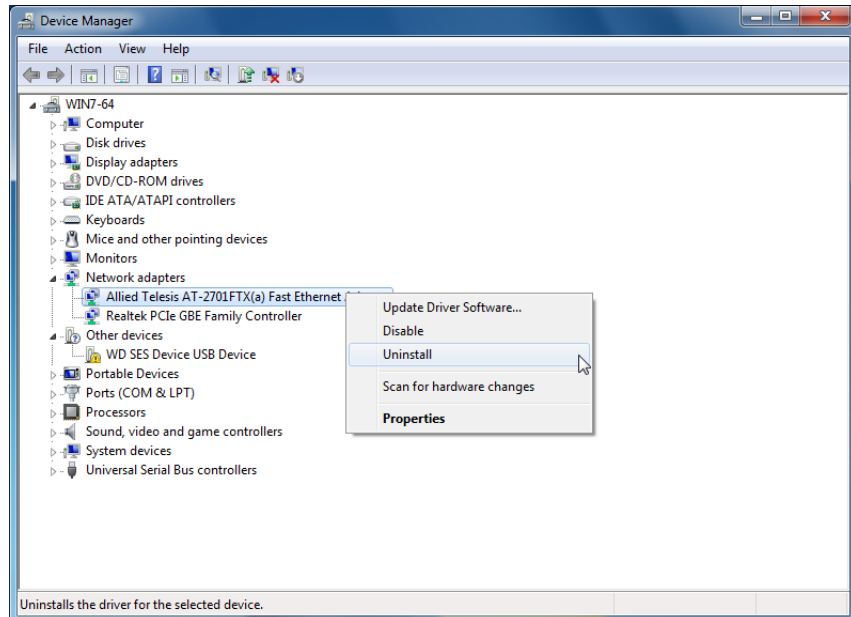 Device Manager
File Action View Help
WIN7-64
Computer
Disk drives
Display adapters
DVD/CD-ROM drives
IDE ATA/ATAPI controllers
Keyboards
Mice and other pointing devices
Monitors
Network adapters
Allied Telesis AT-2701FTX(a) Fast Ethernet
Realtek PCIe GBE Family Controller
Other devices
WD SES Device USB Device
Portable Devices
Ports (COM & LPT)
Processors
Sound, video and game controllers
System devices
Universal Serial Bus controllers
Update Driver Software...
Disable
Uninstall
Scan for hardware changes
Properties
Uninstalls the driver for the selected device.